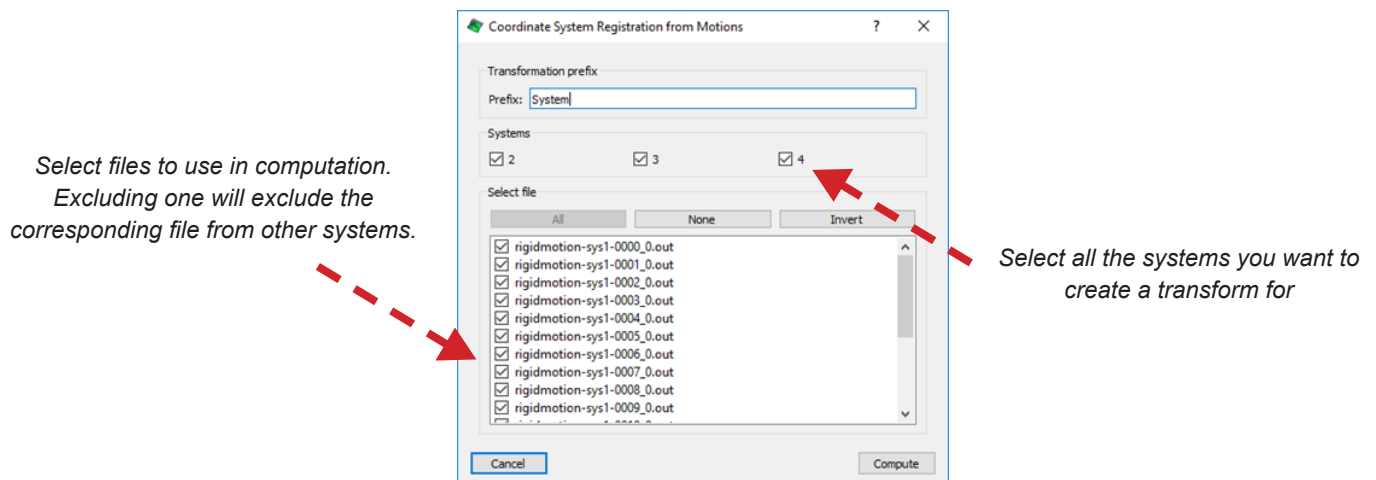 Coordinate System Registration from Motions
?
Transformation prefix
Prefix: System
Systems
2 3 4
Select file
All None Invert
rigidmotion-sys1-0000_0.out
rigidmotion-sys1-0001_0.out
rigidmotion-sys1-0002_0.out
rigidmotion-sys1-0003_0.out
rigidmotion-sys1-0004_0.out
rigidmotion-sys1-0005_0.out
rigidmotion-sys1-0006_0.out
rigidmotion-sys1-0007_0.out
rigidmotion-sys1-0008_0.out
rigidmotion-sys1-0009_0.out
Cancel Compute
Select files to use in computation.
Excluding one will exclude the
corresponding file from other systems.
Select all the systems you want to
create a transform for